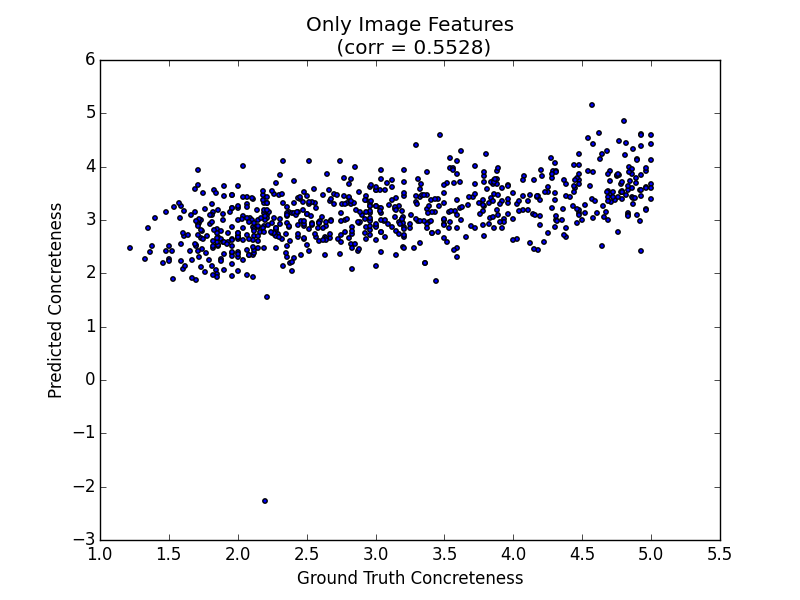 Only Image Features
(corr = 0.5528)
6
5
4
3
2
1
0
−1
−2
−3
Predicted Concreteness
1.0 1.5 2.0 2.5 3.0 3.5 4.0 4.5 5.0 5.5
Ground Truth Concreteness